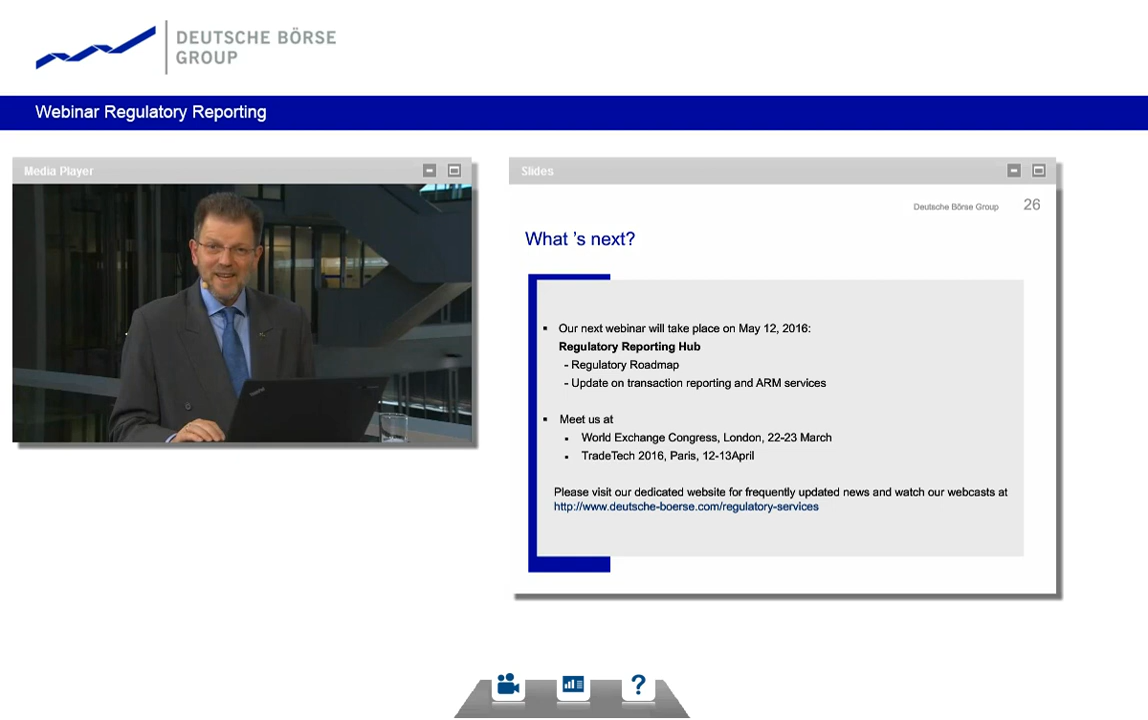 DEUTSCHE BÖRSE
GROUP
Webinar Regulatory Reporting
Media Player
Slides
Deutsche Börse Group 26
What 's next?
▪ Our next webinar will take place on May 12, 2016:
Regulatory Reporting Hub
- Regulatory Roadmap
- Update on transaction reporting and ARM services
▪ Meet us at
▪ World Exchange Congress, London, 22-23 March
▪ TradeTech 2016, Paris, 12-13April
Please visit our dedicated website for frequently updated news and watch our webcasts at
http://www.deutsche-boerse.com/regulatory-services
?